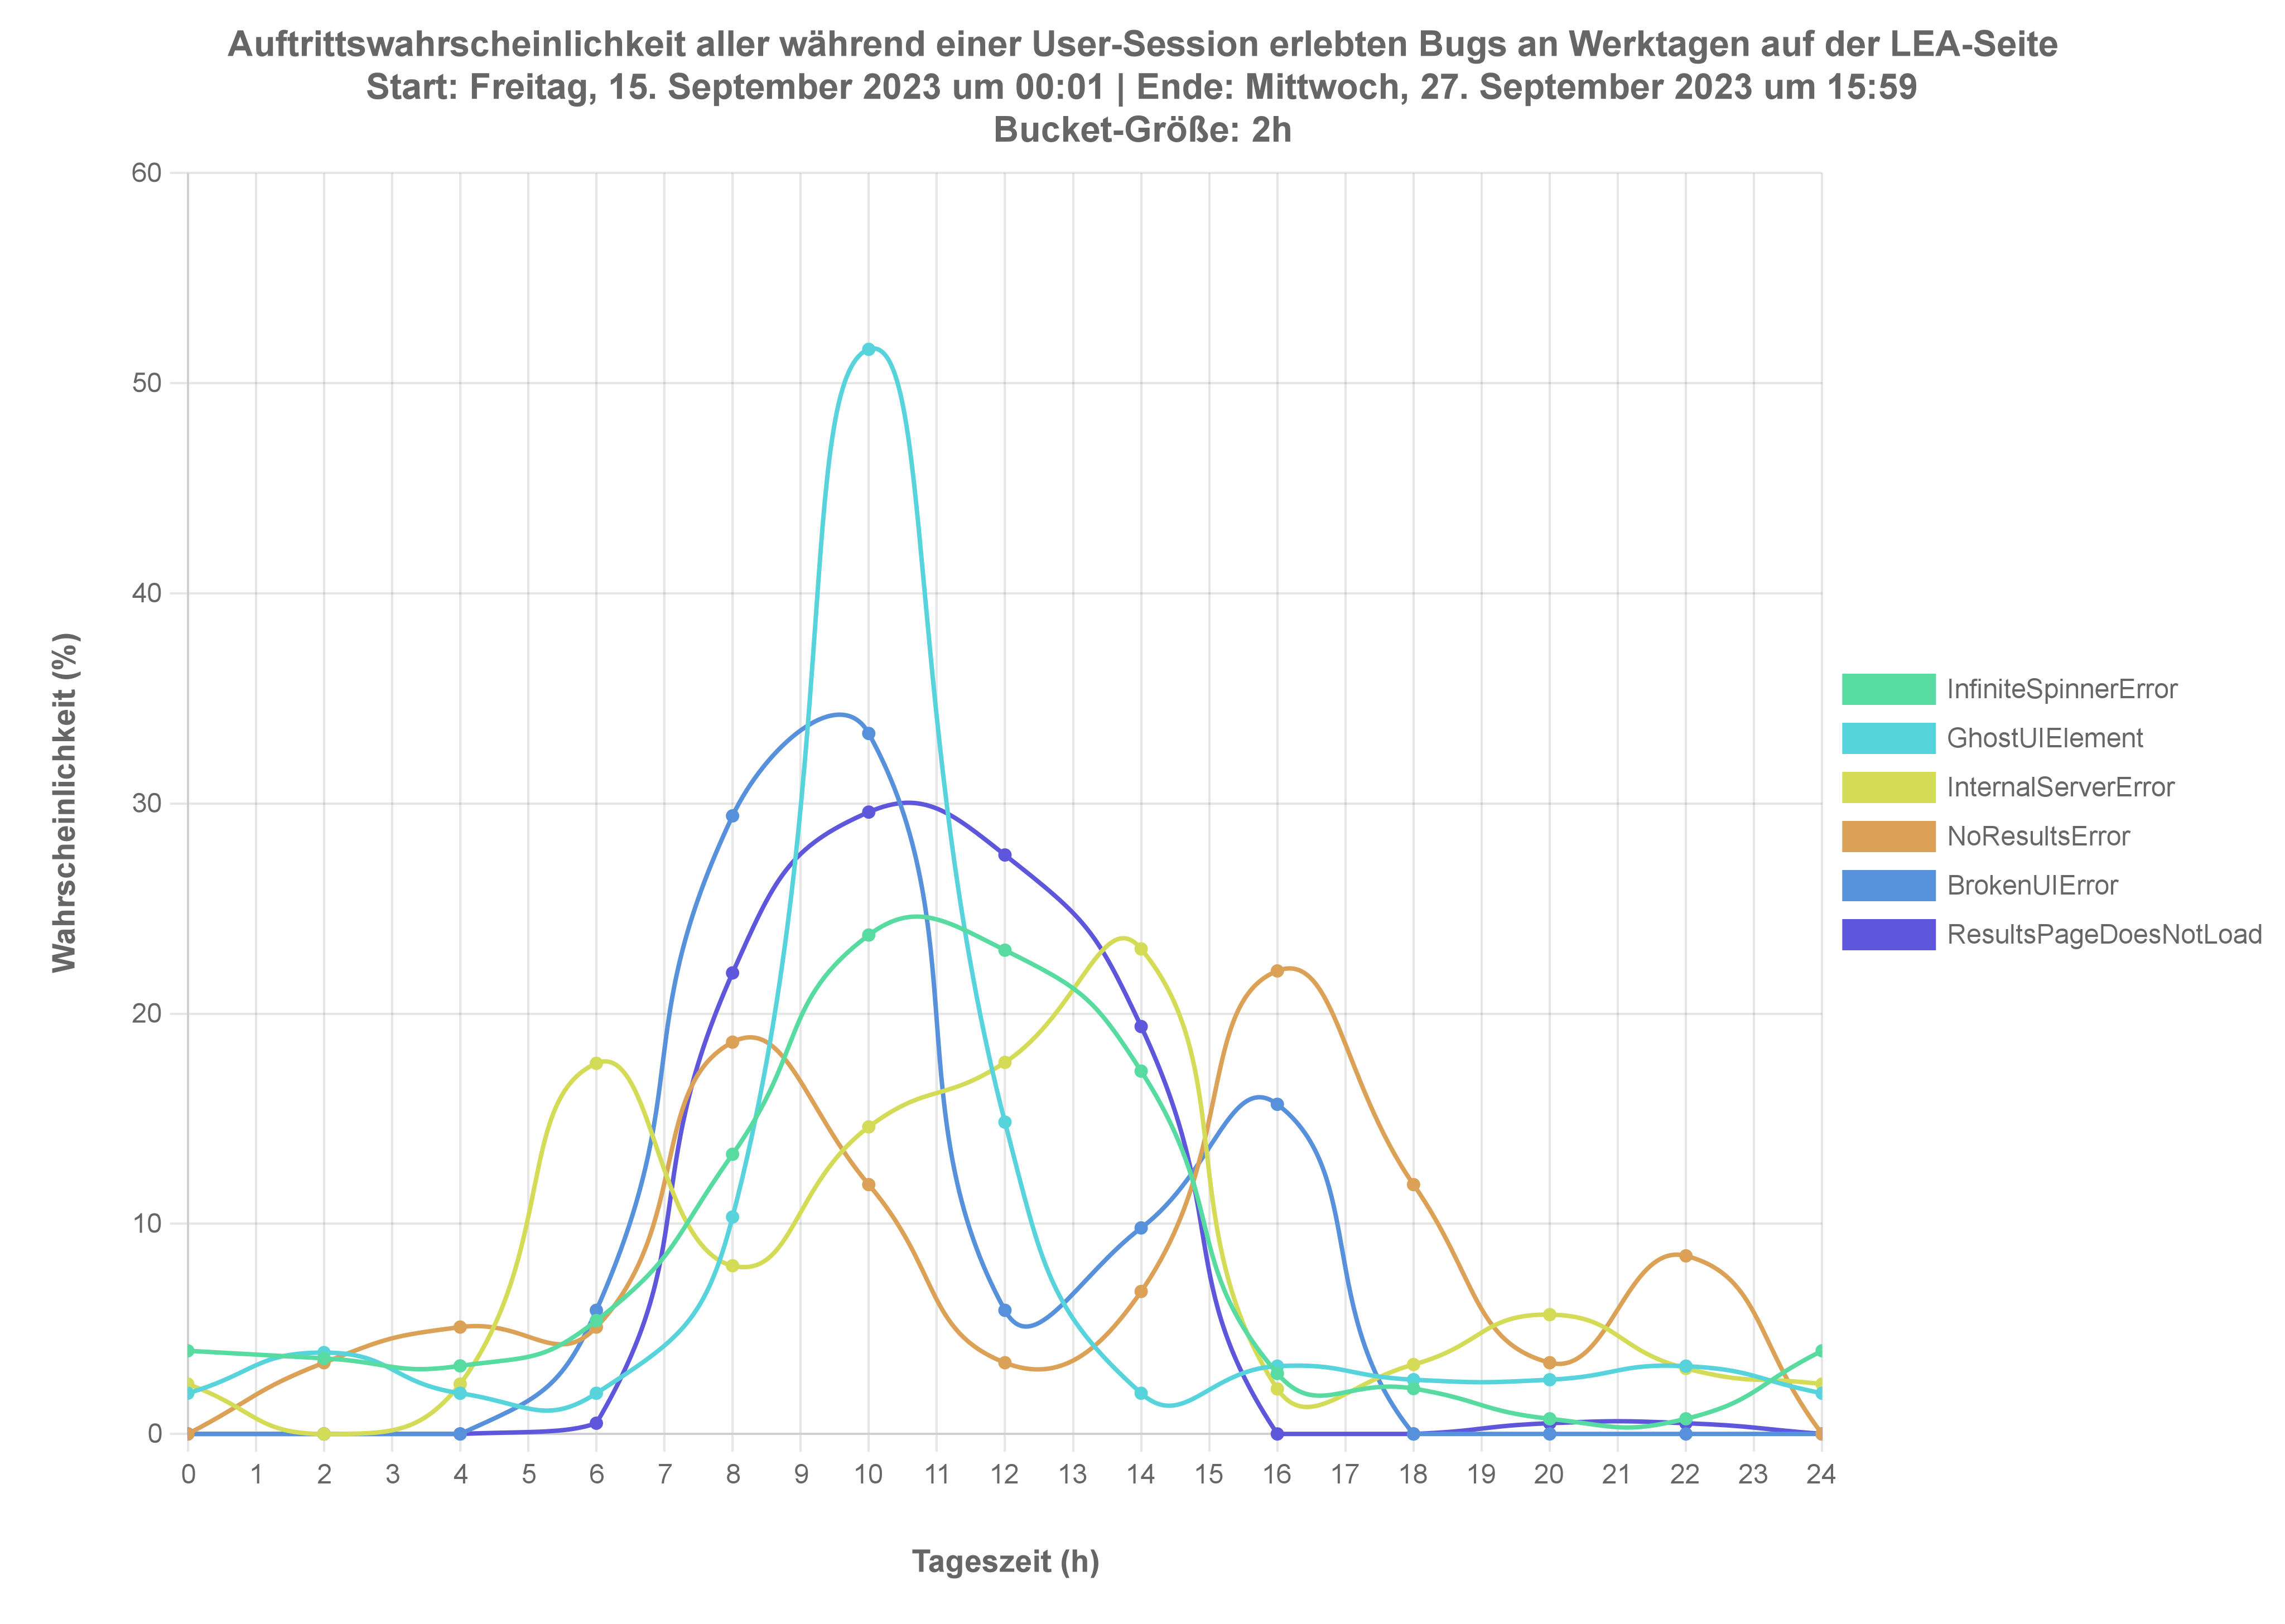 Auftrittswahrscheinlichkeit aller während einer User-Session erlebten Bugs an Werktagen auf der LEA-Seite
Start: Freitag, 15. September 2023 um 00:01 | Ende: Mittwoch, 27. September 2023 um 15:59
Bucket-Größe: 2h
60
50
40
30
20
10
0
Wahrscheinlichkeit (%)
InfiniteSpinnerError
GhostUIElement
InternalServerError
NoResultsError
BrokenUIError
ResultsPageDoesNotLoad
0 1 2 3 4 5 6 7 8 9 10 11 12 13 14 15 16 17 18 19 20 21 22 23 24
Tageszeit (h)